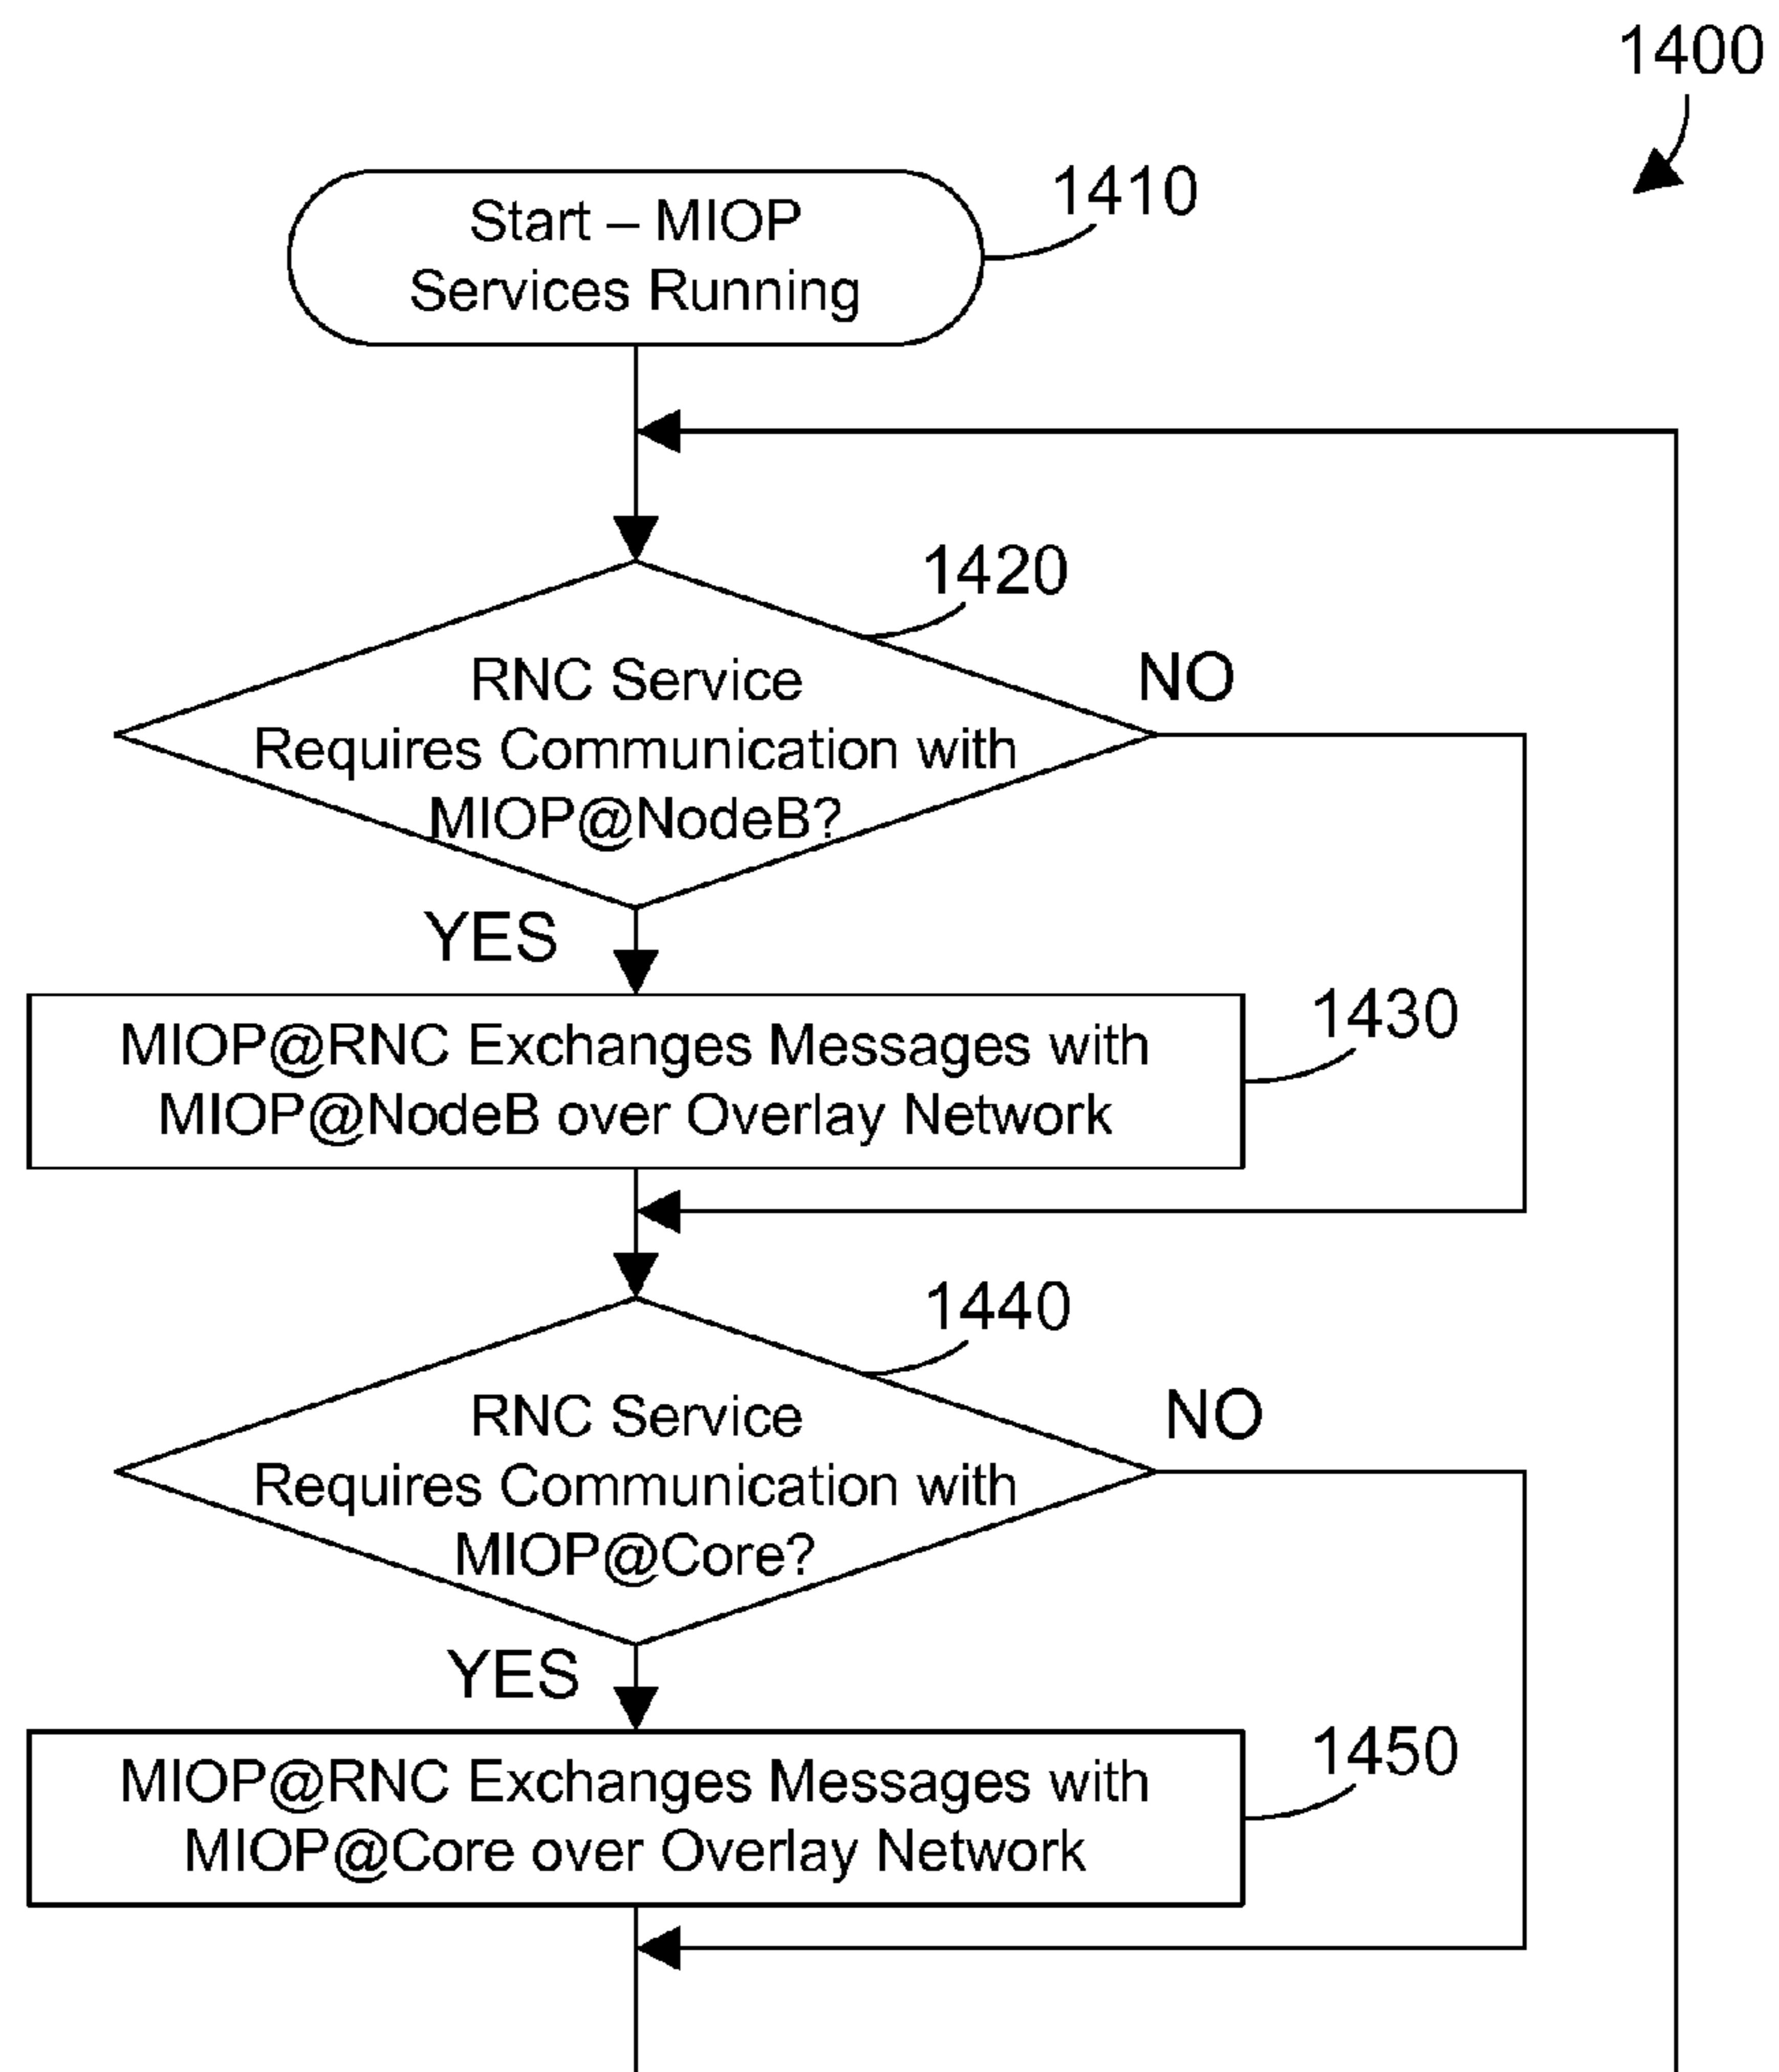 1400
Start – MIOP
Services Running
1410
1420
RNC Service
Requires Communication with
MIOP@NodeB?
NO
YES
MIOP@RNC Exchanges Messages with
MIOP@NodeB over Overlay Network
1430
1440
RNC Service
Requires Communication with
MIOP@Core?
NO
YES
MIOP@RNC Exchanges Messages with
MIOP@Core over Overlay Network
1450